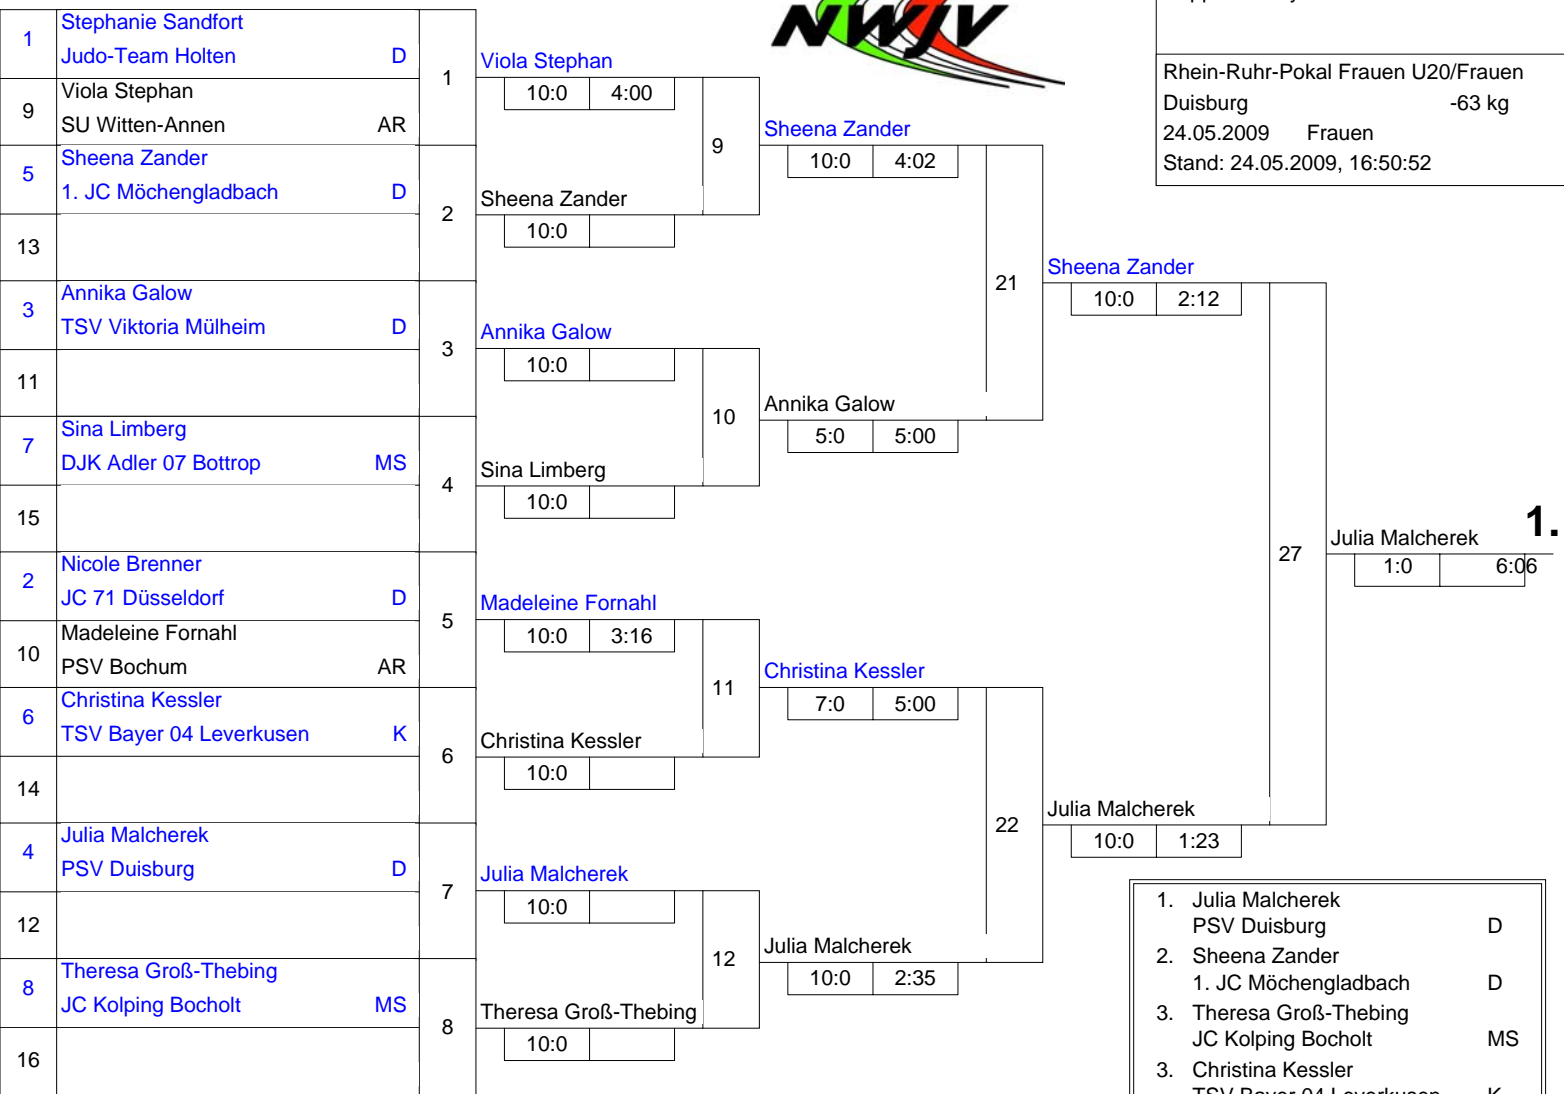 1
Stephanie Sandfort
Judo-Team Holten D
9
Viola Stephan
SU Witten-Annen AR
5
Sheena Zander
1. JC Möchengladbach D
13
3
Annika Galow
TSV Viktoria Mülheim D
11
7
Sina Limberg
DJK Adler 07 Bottrop MS
15
2
Nicole Brenner
JC 71 Düsseldorf D
10
Madeleine Fornahl
PSV Bochum AR
6
Christina Kessler
TSV Bayer 04 Leverkusen K
14
4
Julia Malcherek
PSV Duisburg D
12
8
Theresa Groß-Thebing
JC Kolping Bocholt MS
16
1
Viola Stephan
10:0 4:00
2
Sheena Zander
10:0
3
Annika Galow
10:0
4
Sina Limberg
10:0
5
Madeleine Fornahl
10:0 3:16
6
Christina Kessler
10:0
7
Julia Malcherek
10:0
8
Theresa Groß-Thebing
10:0
9
Sheena Zander
10:0 4:02
10
Annika Galow
5:0 5:00
11
Christina Kessler
7:0 5:00
12
Julia Malcherek
10:0 2:35
21
Sheena Zander
10:0 2:12
22
Julia Malcherek
10:0 1:23
27
Julia Malcherek 1.
1:0 6:06
NWJV
Rhein-Ruhr-Pokal Frauen U20/Frauen
Duisburg -63 kg
24.05.2009 Frauen
Stand: 24.05.2009, 16:50:52
1. Julia Malcherek
PSV Duisburg D
2. Sheena Zander
1. JC Möchengladbach D
3. Theresa Groß-Thebing
JC Kolping Bocholt MS
3. Christina Kessler
TSV Bayer 04 Leverkusen K